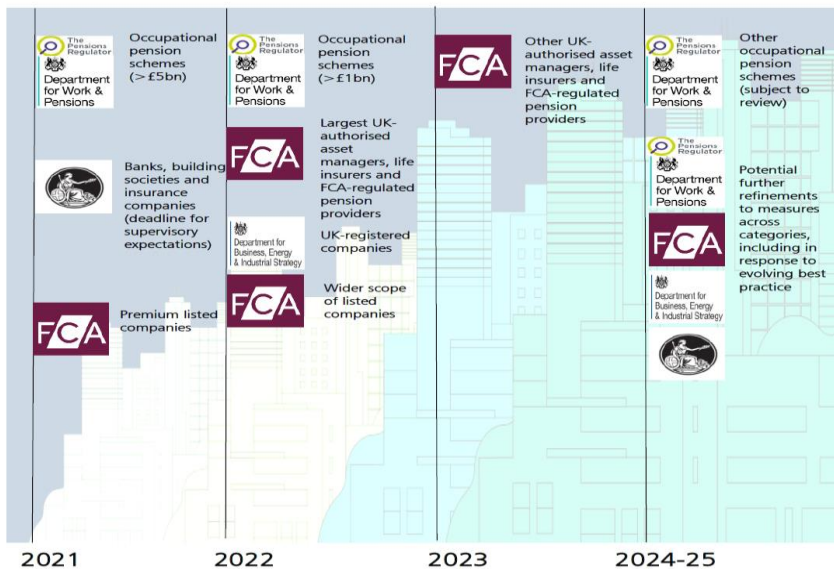 The
Pensions
Regulator
Department
for Work &
Pensions
Occupational
pension
schemes
(> £5bn)
Banks, building
societies and
insurance
companies
(deadline for
supervisory
expectations)
FCA
Premium listed
companies
The
Pensions
Regulator
Department
for Work &
Pensions
Occupational
pension
schemes
(> £1bn)
FCA
Largest UK-
authorised
asset
managers, life
insurers and
FCA-regulated
pension
providers
Department for
Business, Energy
& Industrial Strategy
UK-registered
companies
FCA
Wider scope
of listed
companies
FCA
Other UK-
authorised asset
managers, life
insurers and
FCA-regulated
pension
providers
The
Pensions
Regulator
Department
for Work &
Pensions
Other
occupational
pension
schemes
(subject to
review)
The
Pensions
Regulator
Department
for Work &
Pensions
FCA
Department for
Business, Energy
& Industrial Strategy
Potential
further
refinements
to measures
across
categories,
including in
response to
evolving best
practice
2021
2022
2023
2024-25